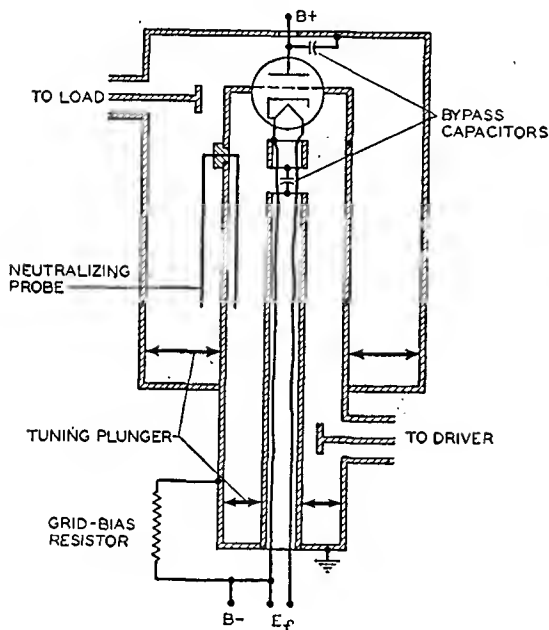 B+
TO LOAD
BYPASS
CAPACITORS
NEUTRALIZING
PROBE
TUNING PLUNGER
TO DRIVER
GRID-BIAS
RESISTOR
B-
Ef